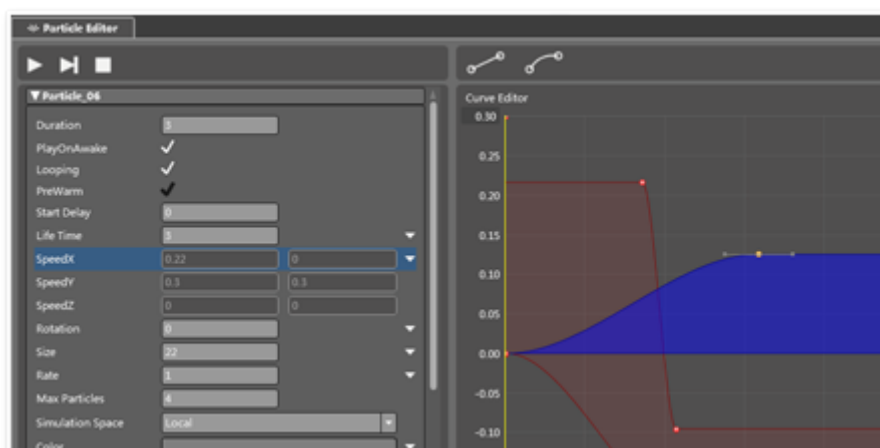 Particle Editor
Particle_06
Duration 3
PlayOnAwake
Looping
PreWarm
Start Delay 0
Life Time 3
SpeedX 0.22 0
SpeedY 0.3 0.3
SpeedZ 0 0
Rotation 0
Size 22
Rate 1
Max Particles 4
Simulation Space Local
Color
Curve Editor
0.30
0.25
0.20
0.15
0.10
0.05
0.00
-0.05
-0.10